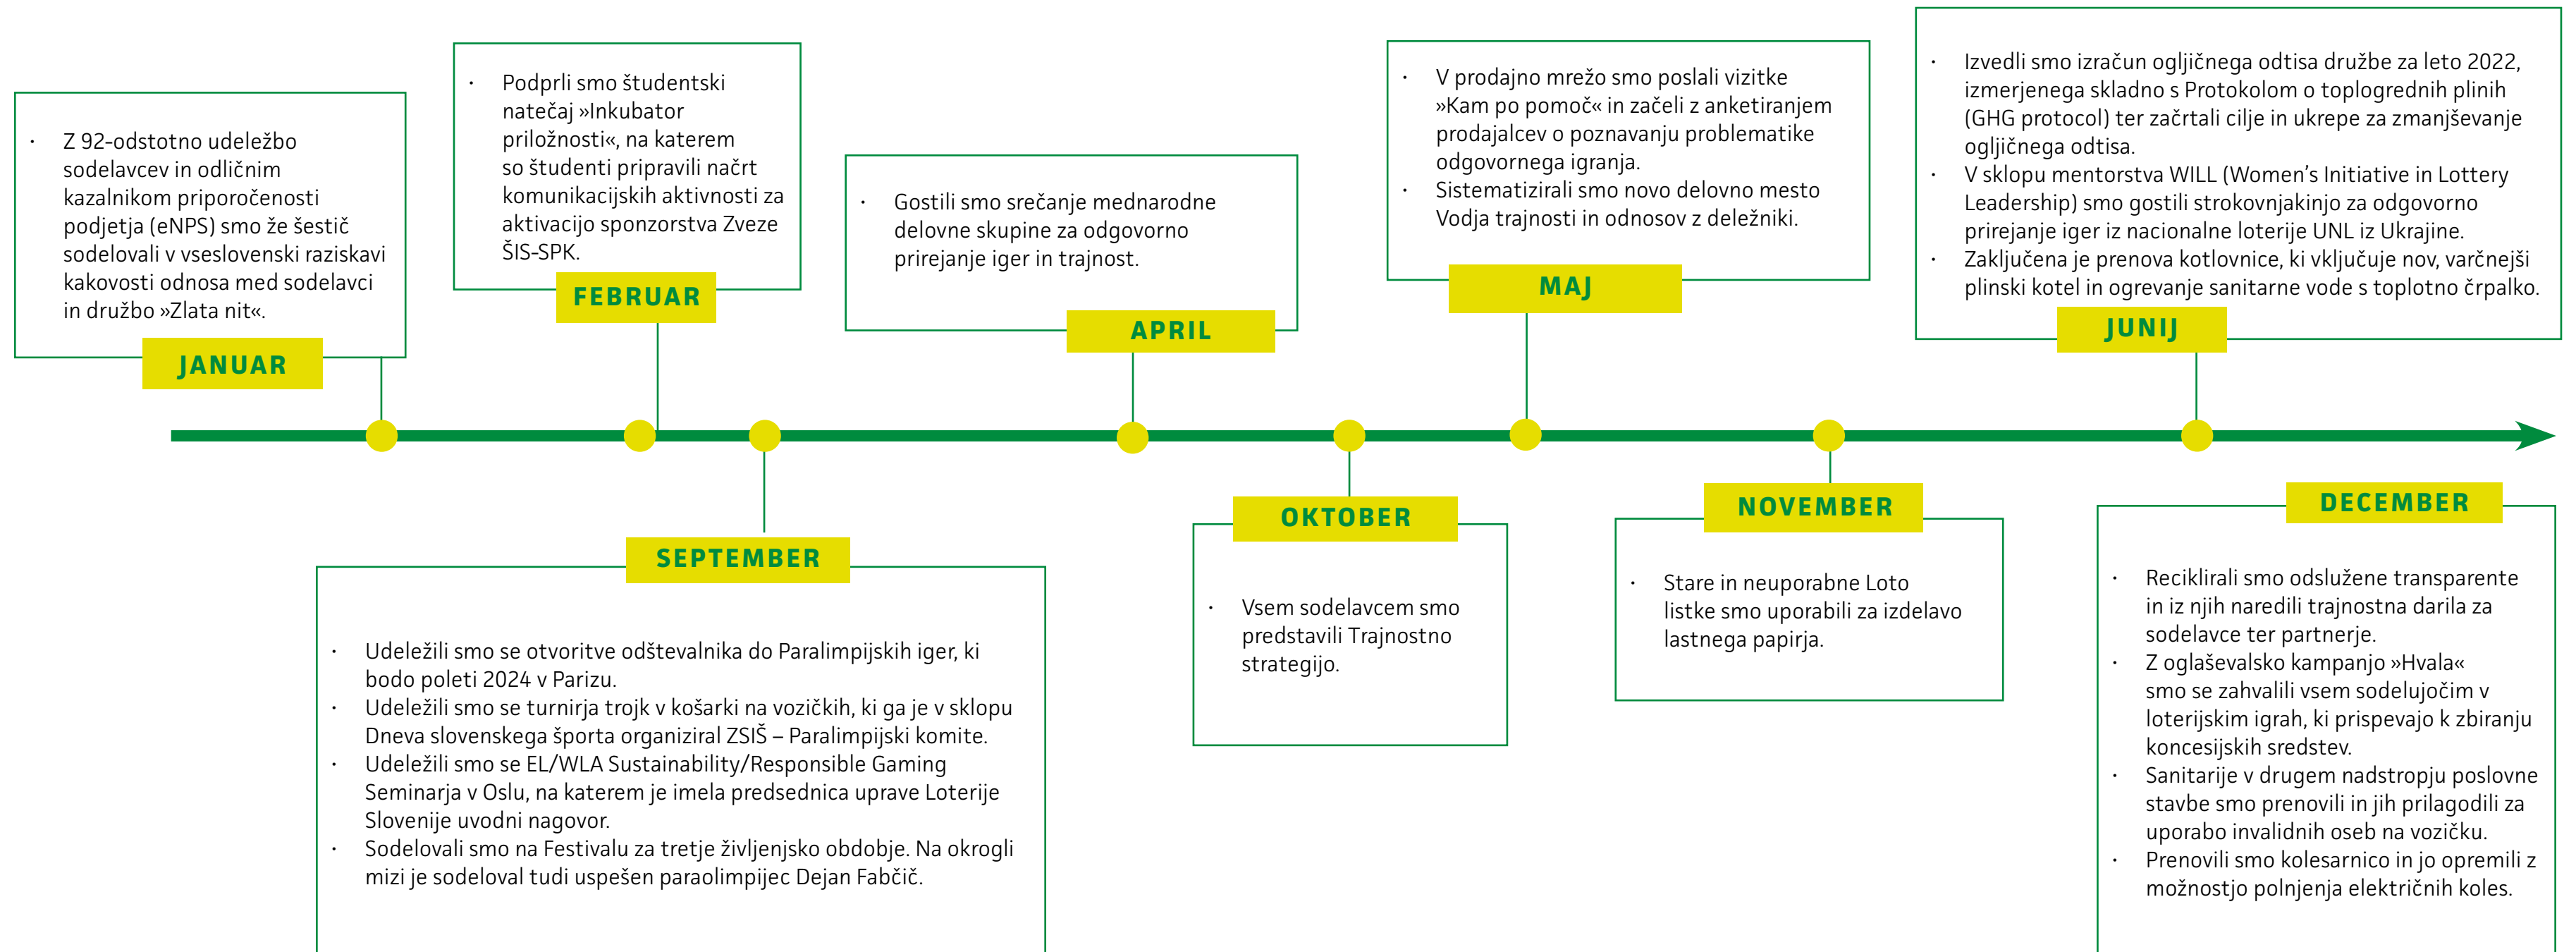 Z 92-odstotno udeležbo
sodelavcev in odličnim
kazalnikom priporočenosti
podjetja (eNPS) smo že šestič
sodelovali v vseslovenski raziskavi
kakovosti odnosa med sodelavci
in družbo »Zlata nit«.
JANUAR
Podprli smo študentski
natečaj »Inkubator
priložnosti«, na katerem
so študenti pripravili načrt
komunikacijskih aktivnosti za
aktivacijo sponzorstva Zveze
ŠIS-SPK.
FEBRUAR
Gostili smo srečanje mednarodne
delovne skupine za odgovorno
prirejanje iger in trajnost.
APRIL
V prodajno mrežo smo poslali vizitke
»Kam po pomoč« in začeli z anketiranjem
prodajalcev o poznavanju problematike
odgovornega igranja.
Sistematizirali smo novo delovno mesto
Vodja trajnosti in odnosov z deležniki.
MAJ
Izvedli smo izračun ogljičnega odtisa družbe za leto 2022,
izmerjenega skladno s Protokolom o toplogrednih plinih
(GHG protocol) ter začrtali cilje in ukrepe za zmanjševanje
ogljičnega odtisa.
V sklopu mentorstva WILL (Women's Initiative in Lottery
Leadership) smo gostili strokovnjakinjo za odgovorno
prirejanje iger iz nacionalne loterije UNL iz Ukrajine.
Zaključena je prenova kotlovnice, ki vključuje nov, varčnejši
plinski kotel in ogrevanje sanitarne vode s toplotno črpalko.
JUNIJ
SEPTEMBER
Udeležili smo se otvoritve odštevalnika do Paralimpijskih iger, ki
bodo poleti 2024 v Parizu.
Udeležili smo se turnirja trojk v košarki na vozičkih, ki ga je v sklopu
Dneva slovenskega športa organiziral ZSIŠ – Paralimpijski komite.
Udeležili smo se EL/WLA Sustainability/Responsible Gaming
Seminarja v Oslu, na katerem je imela predsednica uprave Loterije
Slovenije uvodni nagovor.
Sodelovali smo na Festivalu za tretje življenjsko obdobje. Na okrogli
mizi je sodeloval tudi uspešen paraolimpijec Dejan Fabčič.
OKTOBER
Vsem sodelavcem smo
predstavili Trajnostno
strategijo.
NOVEMBER
Stare in neuporabne Loto
listke smo uporabili za izdelavo
lastnega papirja.
DECEMBER
Reciklirali smo odslužene transparente
in iz njih naredili trajnostna darila za
sodelavce ter partnerje.
Z oglaševalsko kampanjo »Hvala«
smo se zahvalili vsem sodelujočim v
loterijskih igrah, ki prispevajo k zbiranju
koncesijskih sredstev.
Sanitarije v drugem nadstropju poslovne
stavbe smo prenovili in jih prilagodili za
uporabo invalidnih oseb na vozičku.
Prenovili smo kolesarnico in jo opremili z
možnostjo polnjenja električnih koles.